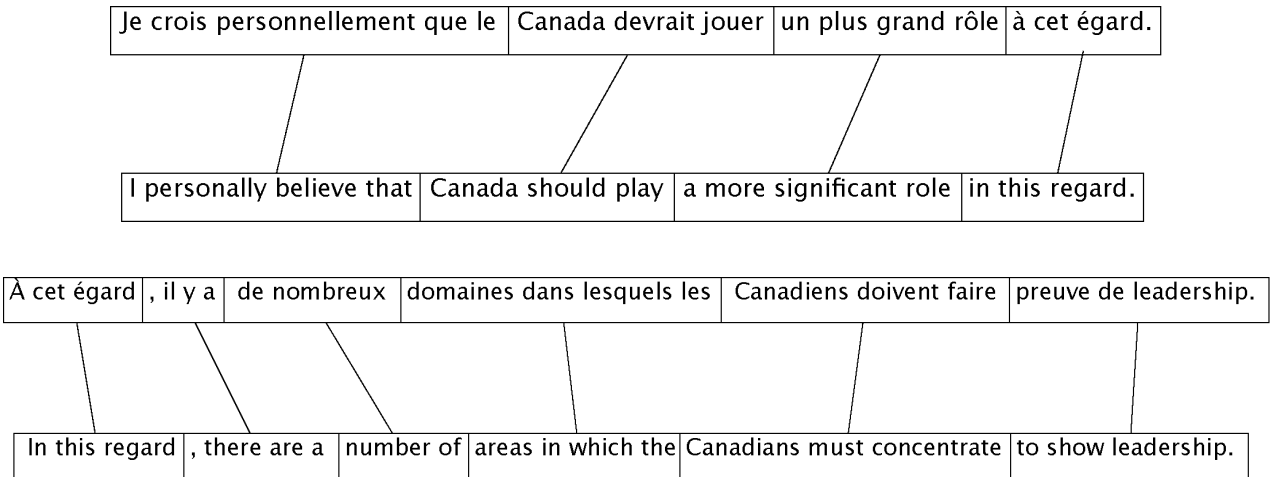 Je crois personnellement que le Canada devrait jouer un plus grand rôle à cet égard.
I personally believe that Canada should play a more significant role in this regard.
À cet égard , il y a de nombreux domaines dans lesquels les Canadiens doivent faire preuve de leadership.
In this regard , there are a number of areas in which the Canadians must concentrate to show leadership.